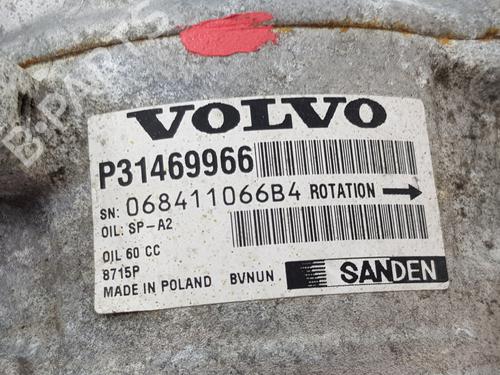 VOLVO
P31469966
SN: 068411066B4 ROTATION
OIL: SP-A2
OIL 60 CC
8715P
MADE IN POLAND BVNUN
SANDEN
B-PARTS